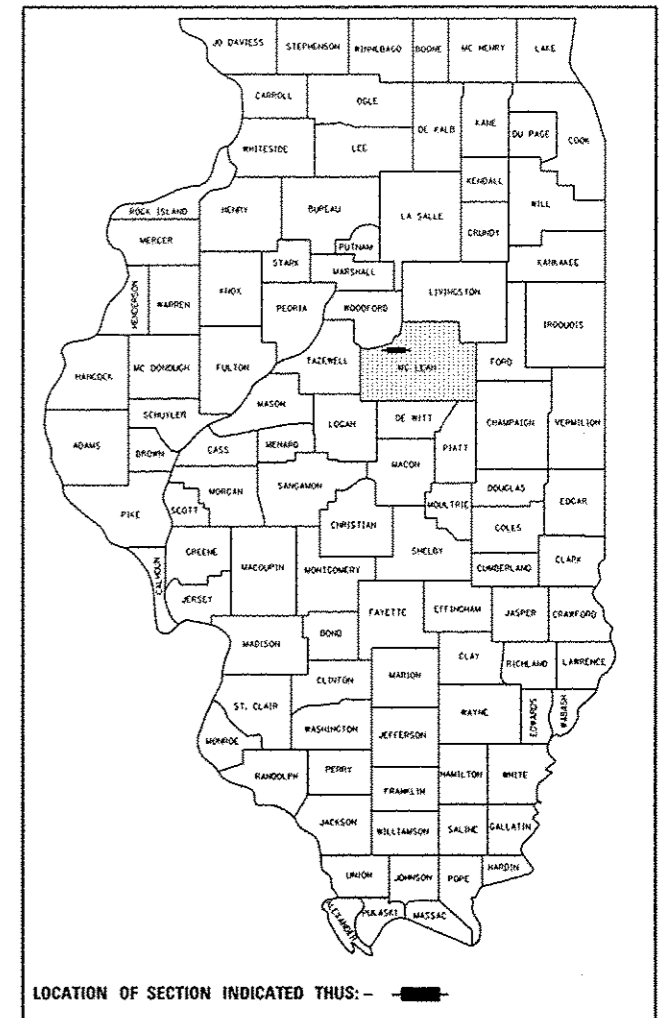 JO DAVIESS STEPHENSON WINNEBAGO BOONE MC HENRY LAKE
CARROLL OGLE DE KALB KANE DU PAGE COOK
WHITESIDE LEE KENDALL WILL
ROCK ISLAND HENRY BUREAU LA SALLE GRUNDY
MERCER PUTNAM KANKAKEE
STARK MARSHALL LIVINGSTON
HENDERSON WARREN KNOX PEORIA WOODFORD IROQUOIS
HANCOCK MC DONOUGH FULTON TAZEWELL MC LEAN FORD
SCHUYLER MASON LOGAN DE WITT CHAMPAIGN VERMILION
ADAMS BROWN CASS MENARD MACON PIATT
MORGAN SANGAMON DOUGLAS EDGAR
PIKE SCOTT CHRISTIAN MOULTRIE COLES
CALHOUN GREENE MACOUPIN MONTGOMERY SHELBY CUMBERLAND CLARK
JERSEY FAYETTE EFFINGHAM JASPER CRAWFORD
MADISON BOND CLAY RICHLAND LAWRENCE
CLINTON MARION
ST. CLAIR WASHINGTON JEFFERSON WAYNE EDWARDS WABASH
MONROE RANDOLPH PERRY HAMILTON WHITE
FRANKLIN
JACKSON WILLIAMSON SALINE GALLATIN
UNION JOHNSON POPE HARDIN
ALEXANDER PULASKI MASSAC
LOCATION OF SECTION INDICATED THUS: -